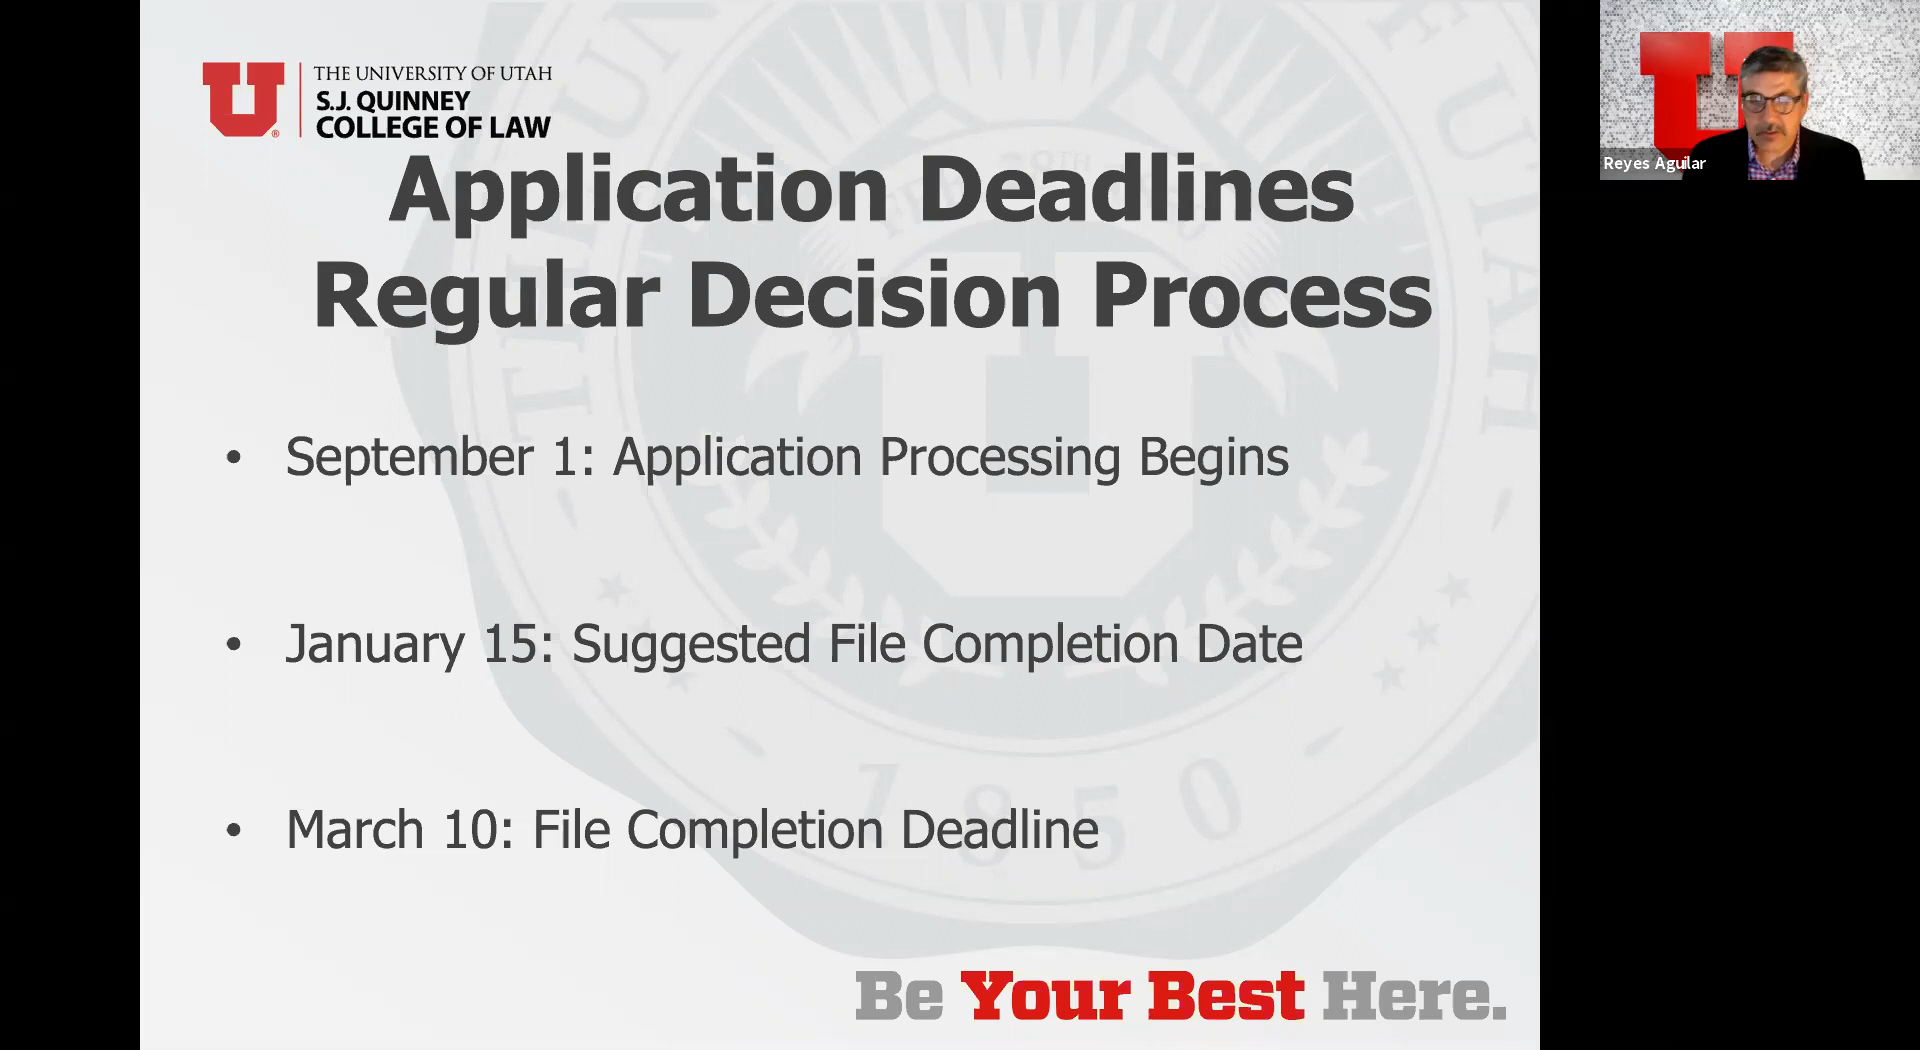 THE UNIVERSITY OF UTAH
S.J. QUINNEY
COLLEGE OF LAW
Application Deadlines
Regular Decision Process
• September 1: Application Processing Begins
• January 15: Suggested File Completion Date
• March 10: File Completion Deadline
1850
Be Your Best Here.
Reyes Aguilar